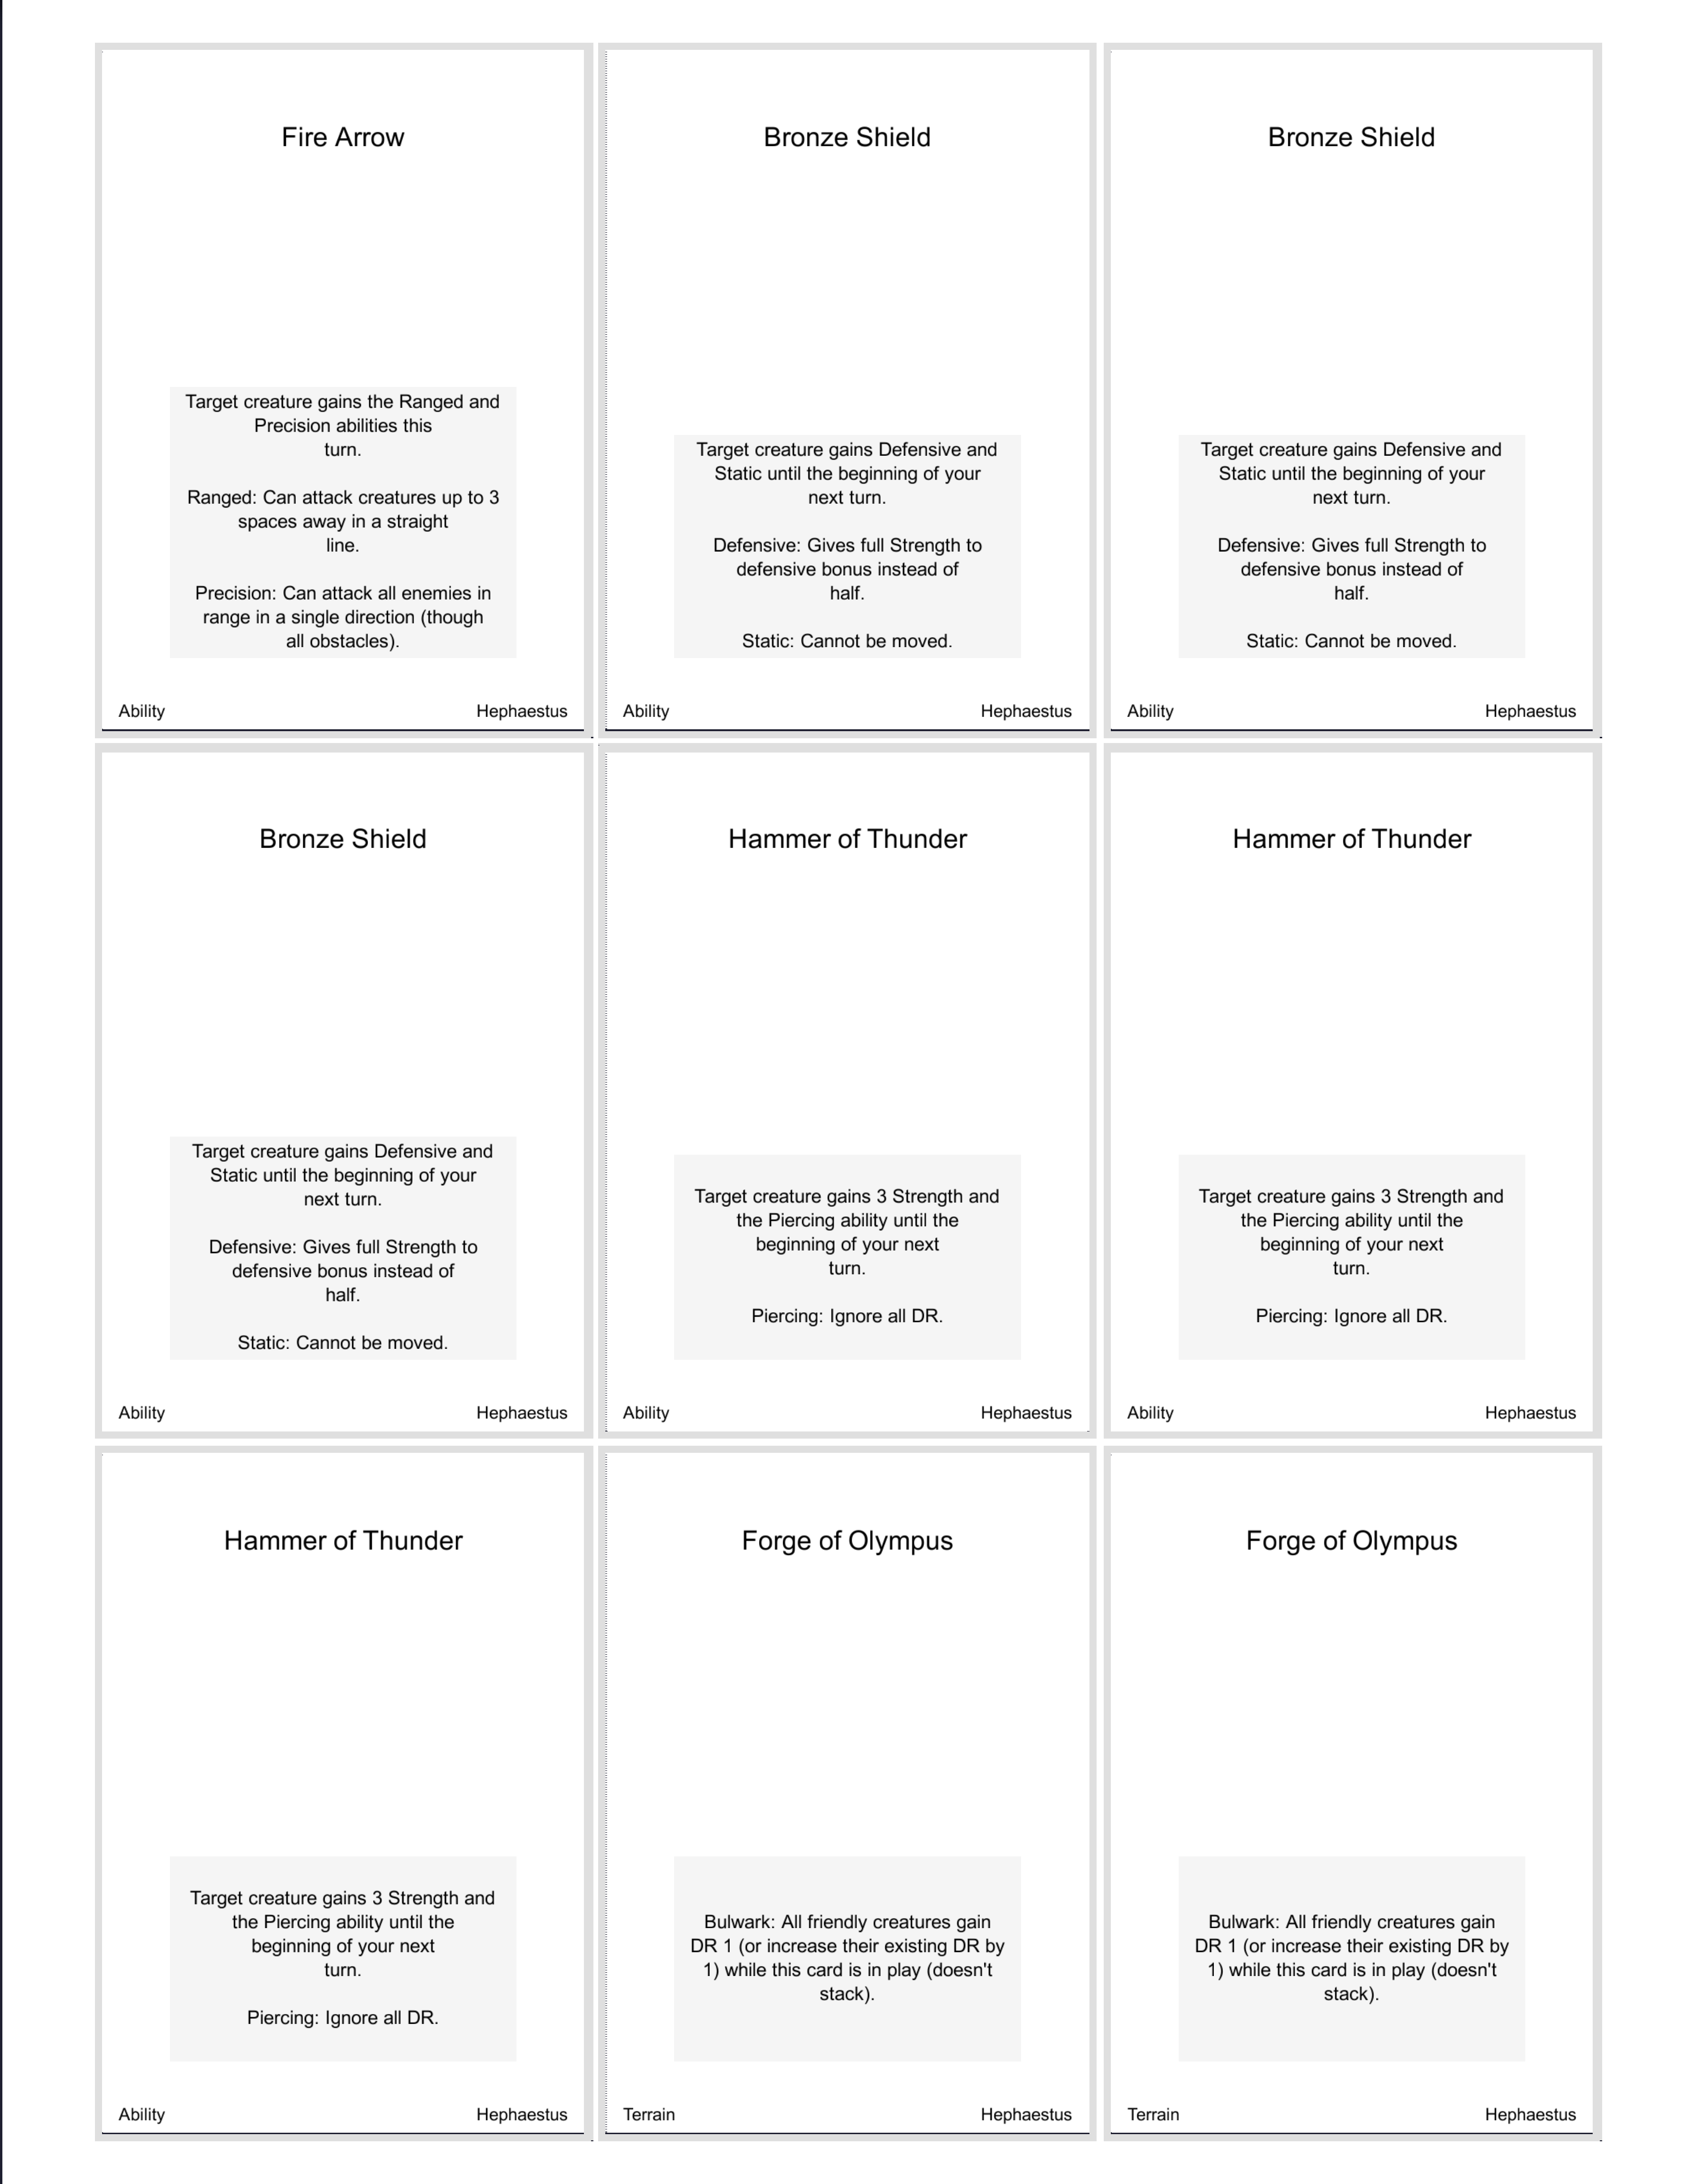 Fire Arrow
Target creature gains the Ranged and
Precision abilities this
turn.
Ranged: Can attack creatures up to 3
spaces away in a straight
line.
Precision: Can attack all enemies in
range in a single direction (though
all obstacles).
Ability
Hephaestus
Bronze Shield
Target creature gains Defensive and
Static until the beginning of your
next turn.
Defensive: Gives full Strength to
defensive bonus instead of
half.
Static: Cannot be moved.
Ability
Hephaestus
Bronze Shield
Target creature gains Defensive and
Static until the beginning of your
next turn.
Defensive: Gives full Strength to
defensive bonus instead of
half.
Static: Cannot be moved.
Ability
Hephaestus
Bronze Shield
Target creature gains Defensive and
Static until the beginning of your
next turn.
Defensive: Gives full Strength to
defensive bonus instead of
half.
Static: Cannot be moved.
Ability
Hephaestus
Hammer of Thunder
Target creature gains 3 Strength and
the Piercing ability until the
beginning of your next
turn.
Piercing: Ignore all DR.
Ability
Hephaestus
Hammer of Thunder
Target creature gains 3 Strength and
the Piercing ability until the
beginning of your next
turn.
Piercing: Ignore all DR.
Ability
Hephaestus
Hammer of Thunder
Target creature gains 3 Strength and
the Piercing ability until the
beginning of your next
turn.
Piercing: Ignore all DR.
Ability
Hephaestus
Forge of Olympus
Bulwark: All friendly creatures gain
DR 1 (or increase their existing DR by
1) while this card is in play (doesn't
stack).
Terrain
Hephaestus
Forge of Olympus
Bulwark: All friendly creatures gain
DR 1 (or increase their existing DR by
1) while this card is in play (doesn't
stack).
Terrain
Hephaestus